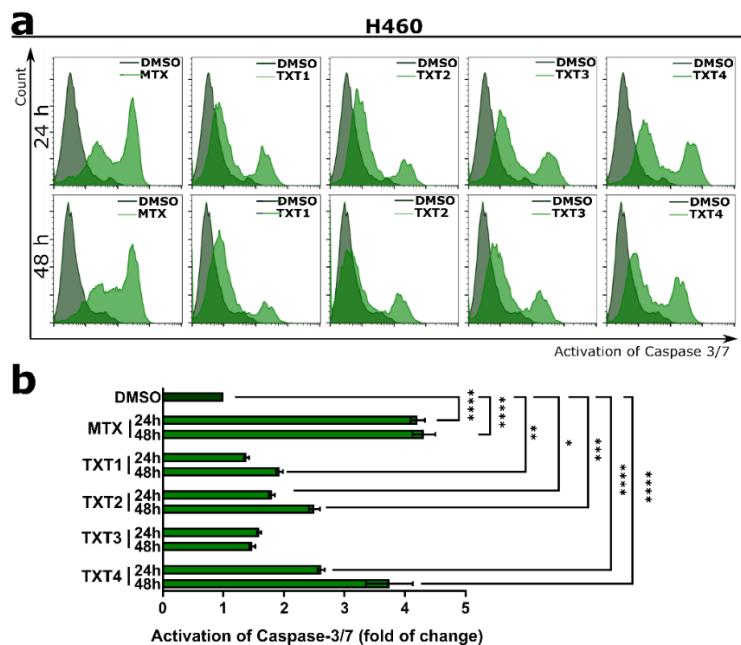 a
H460
Count
24 h
DMSO
MTX
DMSO
TXT1
DMSO
TXT2
DMSO
TXT3
DMSO
TXT4
48 h
DMSO
MTX
DMSO
TXT1
DMSO
TXT2
DMSO
TXT3
DMSO
TXT4
Activation of Caspase 3/7
b
DMSO
MTX
24h
48h
TXT1
24h
48h
TXT2
24h
48h
TXT3
24h
48h
TXT4
24h
48h
****
****
**
*
***
****
****
0 1 2 3 4 5
Activation of Caspase-3/7 (fold of change)